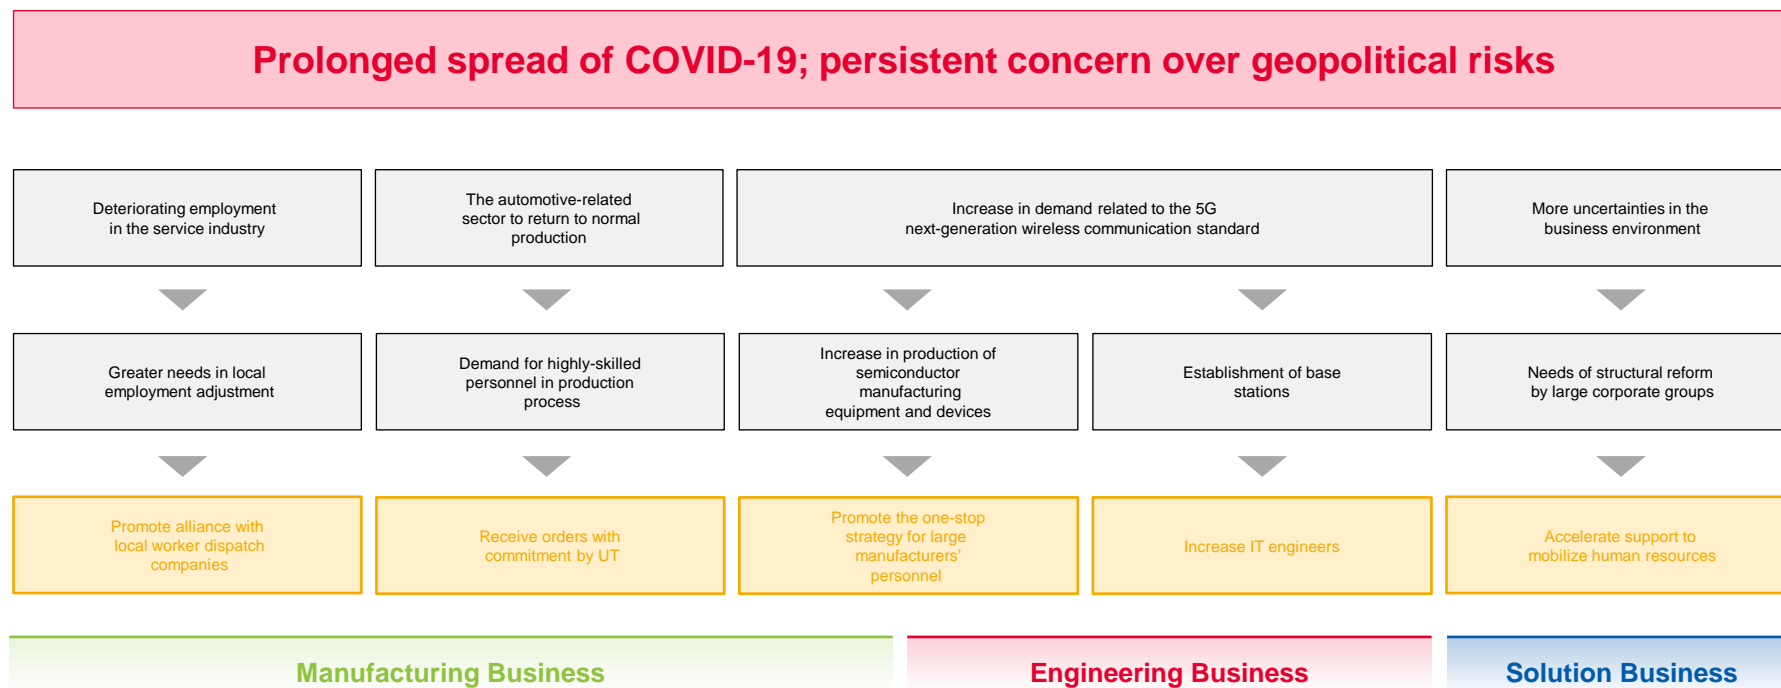 Prolonged spread of COVID-19; persistent concern over geopolitical risks
Deteriorating employment
in the service industry
The automotive-related
sector to return to normal
production
Increase in demand related to the 5G
next-generation wireless communication standard
More uncertainties in the
business environment
Greater needs in local
employment adjustment
Demand for highly-skilled
personnel in production
process
Increase in production of
semiconductor
manufacturing
equipment and devices
Establishment of base
stations
Needs of structural reform
by large corporate groups
Promote alliance with
local worker dispatch
companies
Receive orders with
commitment by UT
Promote the one-stop
strategy for large
manufacturers’
personnel
Increase IT engineers
Accelerate support to
mobilize human resources
Manufacturing Business
Engineering Business
Solution Business